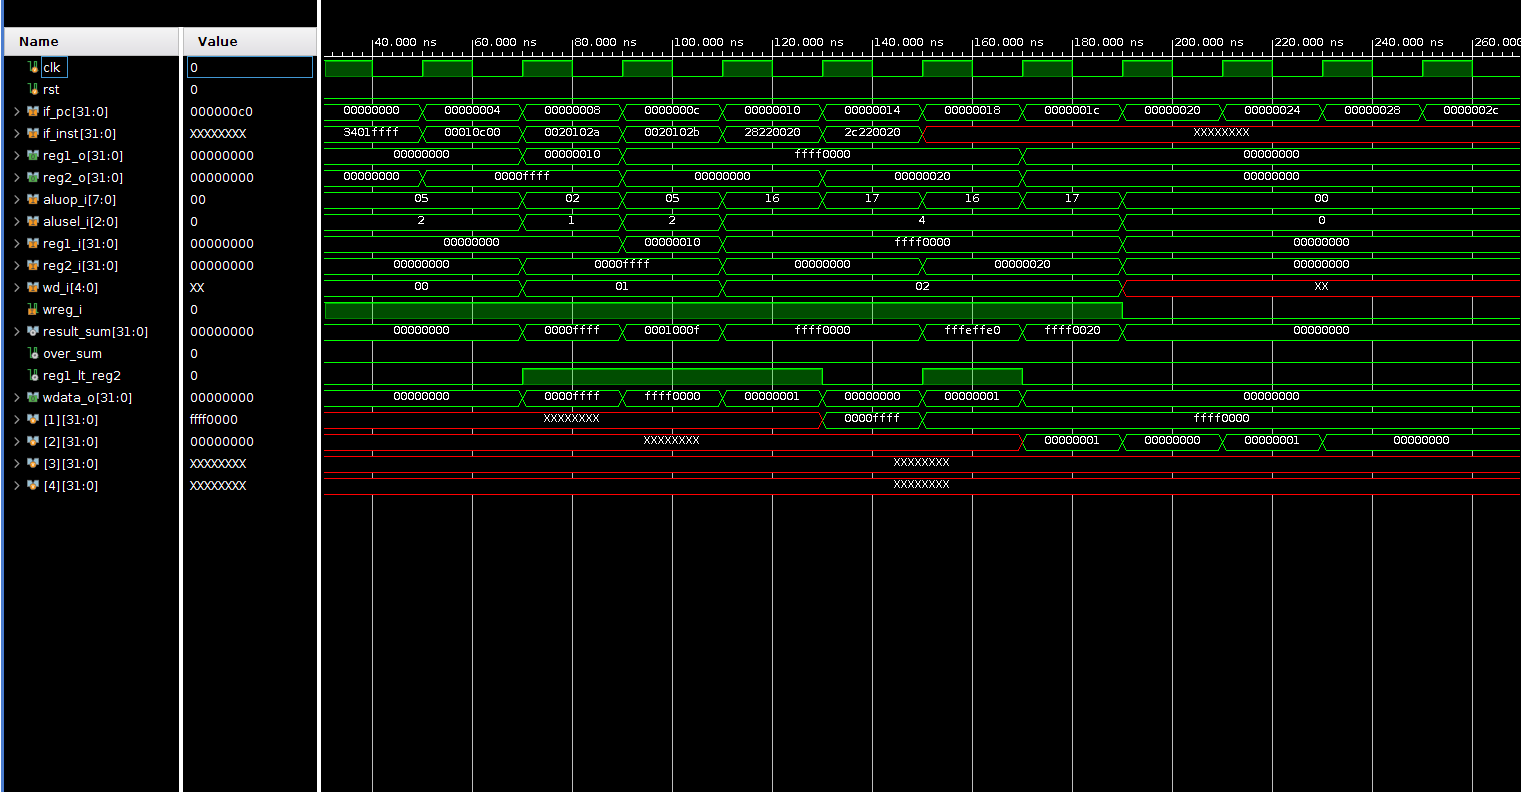 Name Value
40.000 ns 60.000 ns 80.000 ns 100.000 ns 120.000 ns 140.000 ns 160.000 ns 180.000 ns 200.000 ns 220.000 ns 240.000 ns 260.000
clk 0
rst 0
if_pc[31:0] 000000c0 00000000 00000004 00000008 0000000c 00000010 00000014 00000018 0000001c 00000020 00000024 00000028 0000002c
if_inst[31:0] XXXXXXXX 3401ffff 00010c00 0020102a 0020102b 28220020 2c220020 XXXXXXXX
reg1_o[31:0] 00000000 00000000 00000010 ffff0000 00000000
reg2_o[31:0] 00000000 00000000 0000ffff 00000000 00000020 00000000
aluop_i[7:0] 00 05 02 05 16 17 16 17 00
alusel_i[2:0] 0 2 1 2 4 0
reg1_i[31:0] 00000000 00000000 00000010 ffff0000 00000000
reg2_i[31:0] 00000000 00000000 0000ffff 00000000 00000020 00000000
wd_i[4:0] XX 00 01 02 XX
wreg_i 0
result_sum[31:0] 00000000 00000000 0000ffff 0001000f ffff0000 fffeffe0 ffff0020 00000000
over_sum 0
reg1_lt_reg2 0
wdata_o[31:0] 00000000 00000000 0000ffff ffff0000 00000001 00000000 00000001 00000000
[1][31:0] ffff0000 XXXXXXXX 0000ffff ffff0000
[2][31:0] 00000000 XXXXXXXX 00000001 00000000 00000001 00000000
[3][31:0] XXXXXXXX XXXXXXXX
[4][31:0] XXXXXXXX XXXXXXXX